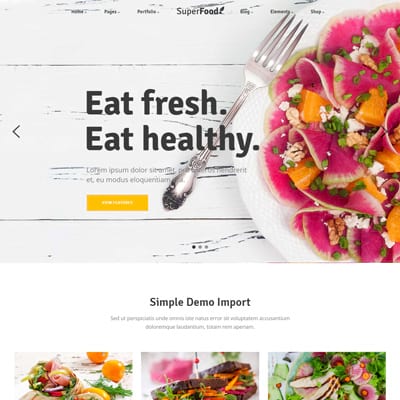 Home Pages Portfolio SuperFood Blog Elements Shop
Eat fresh.
Eat healthy.
Lorem ipsum dolor sit amet, pri ceteros hendrerit
et, eu modus eloquentiam
VIEW FEATURES
Simple Demo Import
Sed ut perspiciatis unde omnis iste natus error sit voluptatem accusantium
doloremque laudantium, totam rem aperiam.